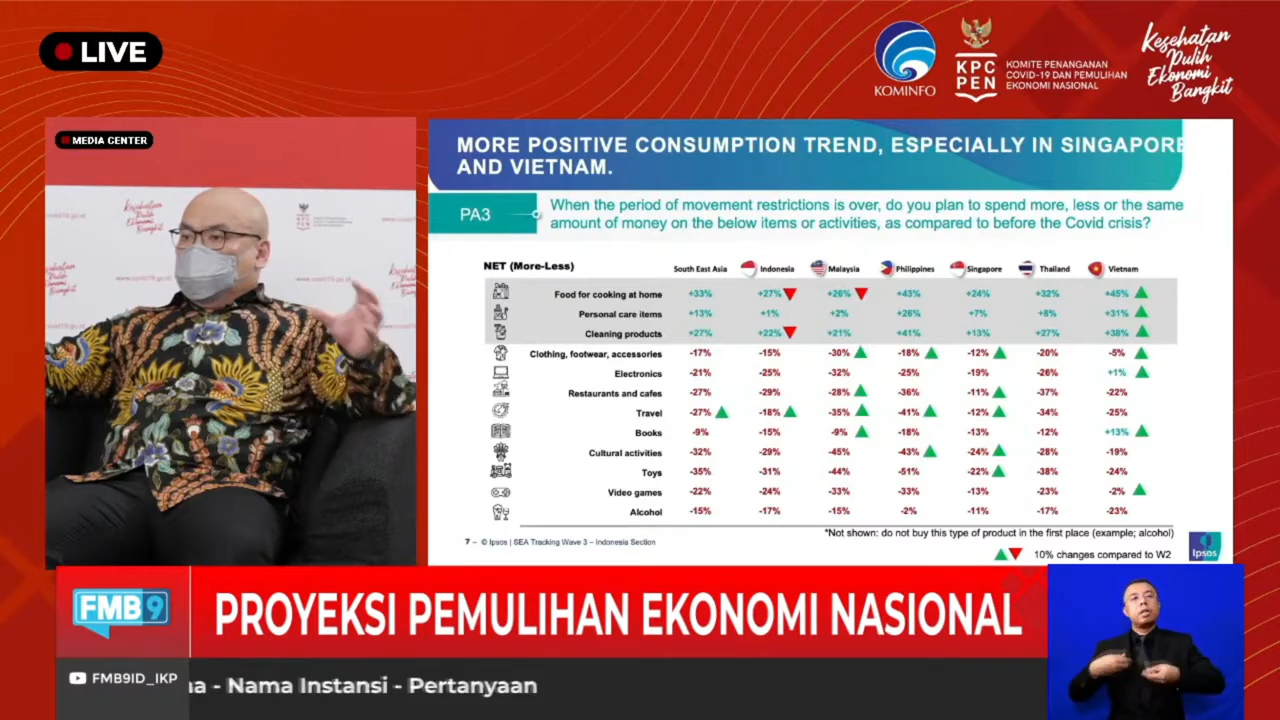 LIVE
KOMINFO
KPC
PEN
KOMITE PENANGANAN
COVID-19 DAN PEMULIHAN
EKONOMI NASIONAL
Kesehatan
Pulih
Ekonomi
Bangkit
MEDIA CENTER
Kesehatan
Pulih
Ekonomi
Bangkit
MORE POSITIVE CONSUMPTION TREND, ESPECIALLY IN SINGAPORE
AND VIETNAM.
PA3
When the period of movement restrictions is over, do you plan to spend more, less or the same
amount of money on the below items or activities, as compared to before the Covid crisis?
NET (More-Less) South East Asia Indonesia Malaysia Philippines Singapore Thailand Vietnam
Food for cooking at home +33% +27% +26% +43% +24% +32% +45%
Personal care items +13% +1% +2% +26% +7% +8% +31%
Cleaning products +27% +22% +21% +41% +13% +27% +38%
Clothing, footwear, accessories -17% -15% -30% -18% -12% -20% -5%
Electronics -21% -25% -32% -25% -19% -26% +1%
Restaurants and cafes -27% -29% -28% -36% -11% -37% -22%
Travel -27% -18% -35% -41% -12% -34% -25%
Books -9% -15% -9% -18% -13% -12% +13%
Cultural activities -32% -29% -45% -43% -24% -28% -19%
Toys -35% -31% -44% -51% -22% -38% -24%
Video games -22% -24% -33% -33% -13% -23% -2%
Alcohol -15% -17% -15% -2% -11% -17% -23%
*Not shown: do not buy this type of product in the first place (example; alcohol)
7 – © Ipsos | SEA Tracking Wave 3 – Indonesia Section
10% changes compared to W2
Ipsos
FMB9
PROYEKSI PEMULIHAN EKONOMI NASIONAL
FMB9ID_IKP
na - Nama Instansi - Pertanyaan